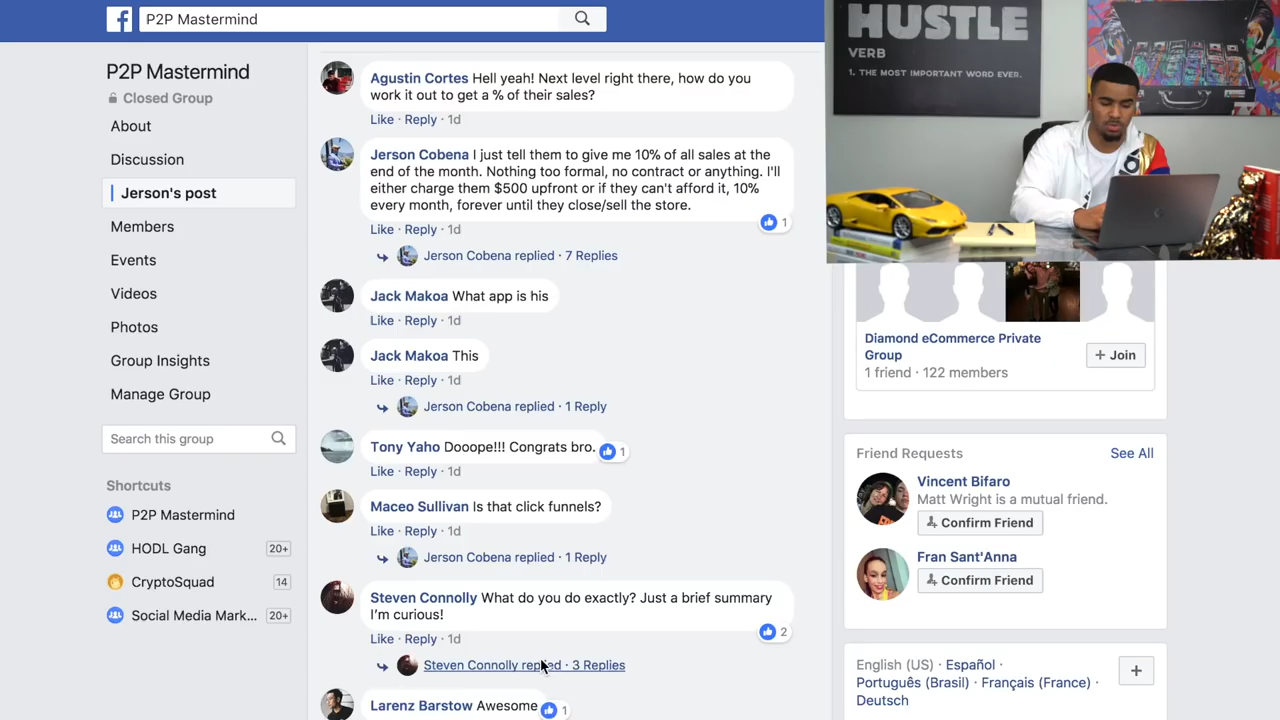 P2P Mastermind
HUSTLE
VERB
1. THE MOST IMPORTANT WORD EVER.
P2P Mastermind
Closed Group
About
Discussion
Jerson's post
Members
Events
Videos
Photos
Group Insights
Manage Group
Search this group
Shortcuts
P2P Mastermind
HODL Gang 20+
CryptoSquad 14
Social Media Mark... 20+
Agustin Cortes Hell yeah! Next level right there, how do you
work it out to get a % of their sales?
Like · Reply · 1d
Jerson Cobena I just tell them to give me 10% of all sales at the
end of the month. Nothing too formal, no contract or anything. I'll
either charge them $500 upfront or if they can't afford it, 10%
every month, forever until they close/sell the store.
1
Like · Reply · 1d
Jerson Cobena replied · 7 Replies
Jack Makoa What app is his
Like · Reply · 1d
Jack Makoa This
Like · Reply · 1d
Jerson Cobena replied · 1 Reply
Tony Yaho Dooope!!! Congrats bro.
1
Like · Reply · 1d
Maceo Sullivan Is that click funnels?
Like · Reply · 1d
Jerson Cobena replied · 1 Reply
Steven Connolly What do you do exactly? Just a brief summary
I'm curious!
2
Like · Reply · 1d
Steven Connolly replied · 3 Replies
Larenz Barstow Awesome
1
Diamond eCommerce Private
Group
1 friend · 122 members
+ Join
Friend Requests See All
Vincent Bifaro
Matt Wright is a mutual friend.
Confirm Friend
Fran Sant'Anna
Confirm Friend
English (US) · Español ·
Português (Brasil) · Français (France) ·
Deutsch